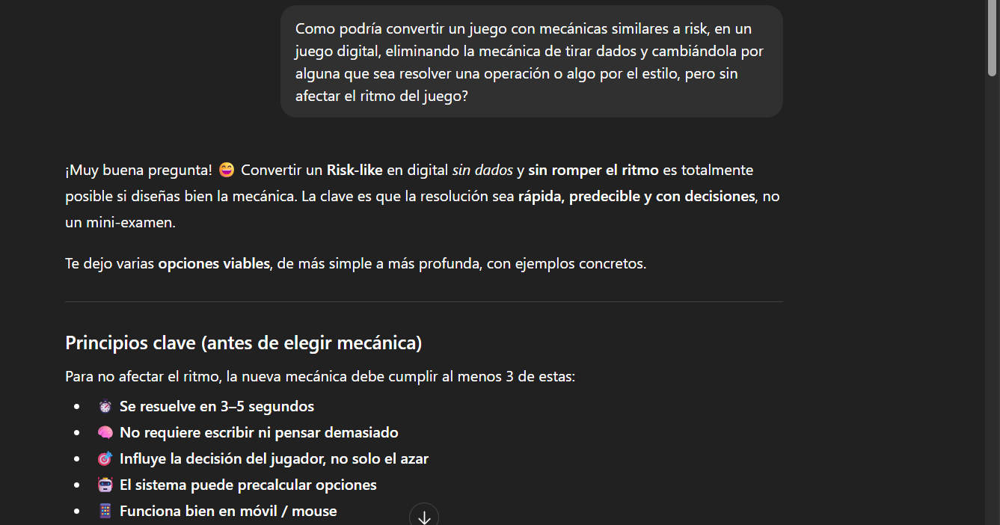 Como podría convertir un juego con mecánicas similares a risk, en un
juego digital, eliminando la mecánica de tirar dados y cambiándola por
alguna que sea resolver una operación o algo por el estilo, pero sin
afectar el ritmo del juego?
¡Muy buena pregunta! 😄 Convertir un Risk-like en digital sin dados y sin romper el ritmo es totalmente
posible si diseñas bien la mecánica. La clave es que la resolución sea rápida, predecible y con decisiones, no
un mini-examen.
Te dejo varias opciones viables, de más simple a más profunda, con ejemplos concretos.
Principios clave (antes de elegir mecánica)
Para no afectar el ritmo, la nueva mecánica debe cumplir al menos 3 de estas:
• ⏱️ Se resuelve en 3–5 segundos
• 🧠 No requiere escribir ni pensar demasiado
• 🎯 Influye la decisión del jugador, no solo el azar
• 🤖 El sistema puede precalcular opciones
• 📱 Funciona bien en móvil / mouse